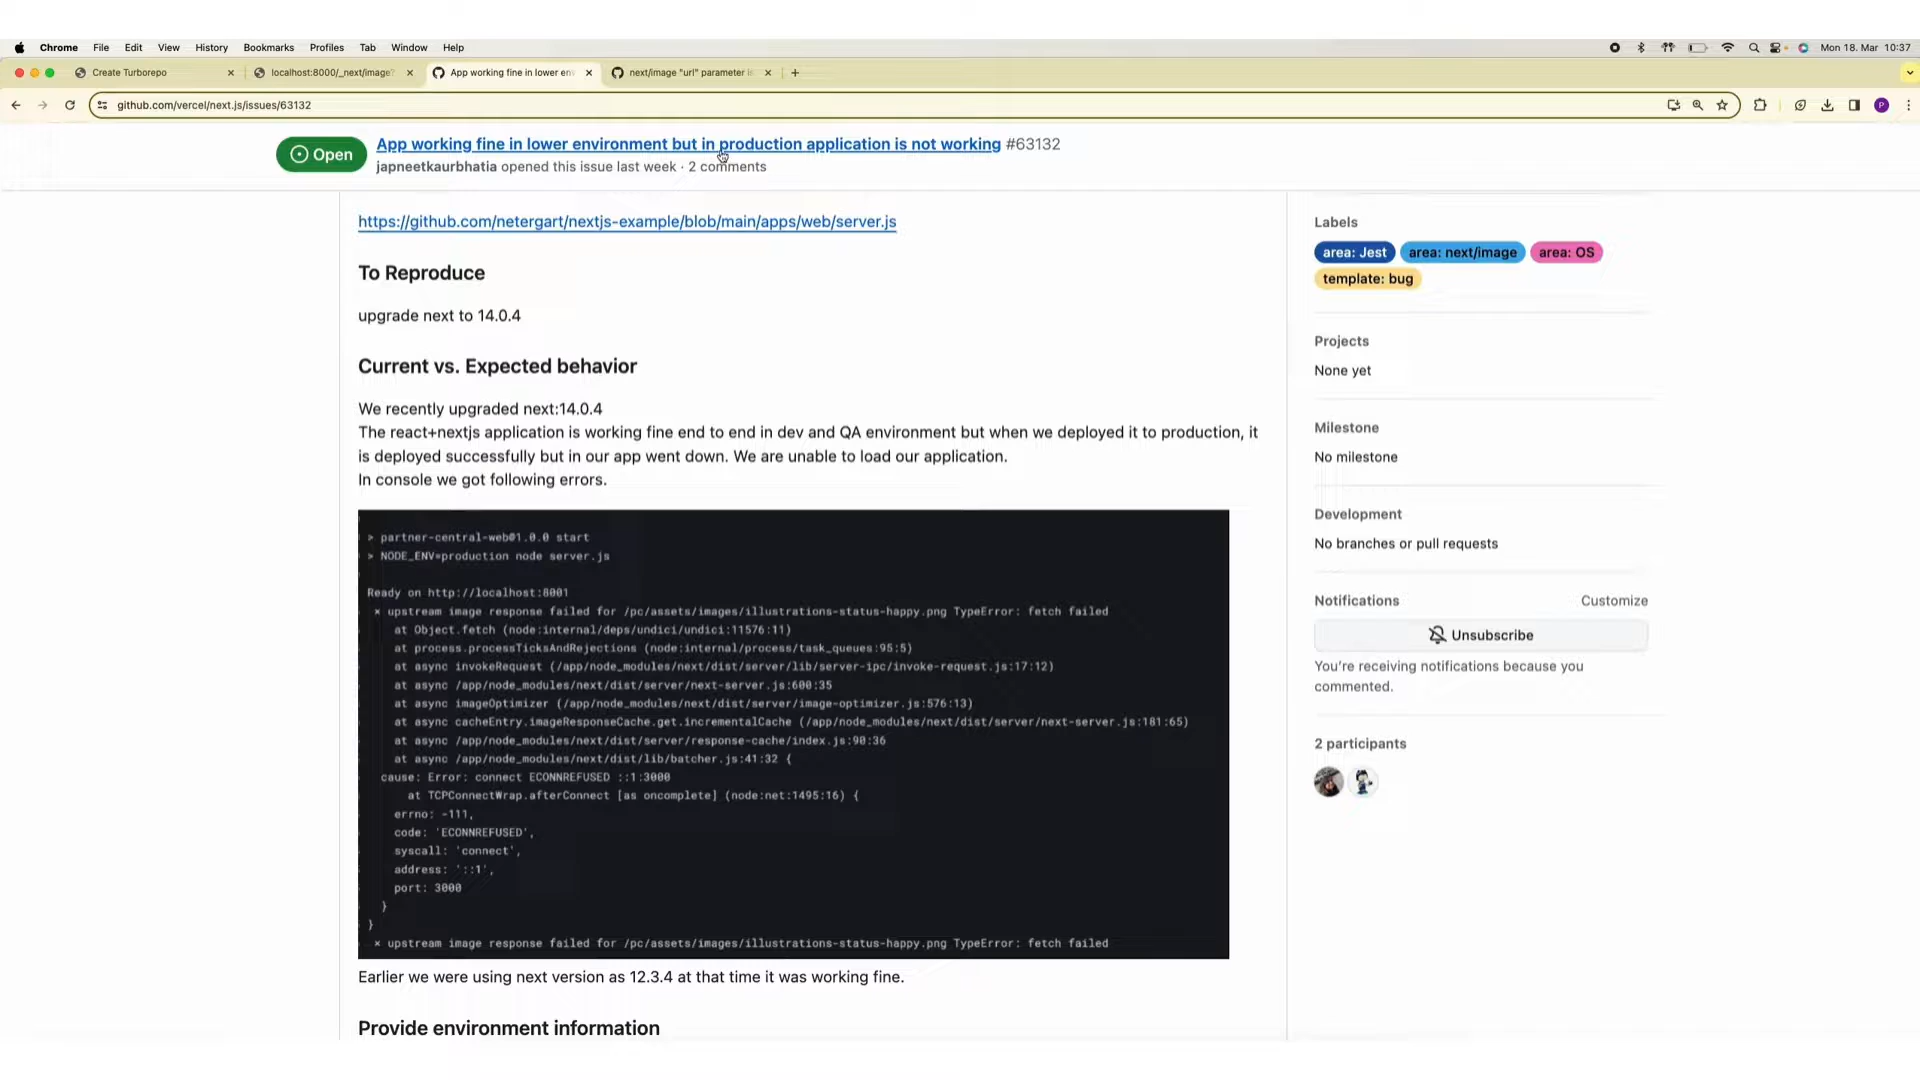 Chrome File Edit View History Bookmarks Profiles Tab Window Help Mon 18. Mar 10:37
Create Turborepo localhost:8000/_next/image? App working fine in lower en next/image "url" parameter i
github.com/vercel/next.js/issues/63132 P
Open App working fine in lower environment but in production application is not working #63132
japneetkaurbhatia opened this issue last week · 2 comments
https://github.com/netergart/nextjs-example/blob/main/apps/web/server.js
To Reproduce
upgrade next to 14.0.4
Current vs. Expected behavior
We recently upgraded next:14.0.4
The react+nextjs application is working fine end to end in dev and QA environment but when we deployed it to production, it
is deployed successfully but in our app went down. We are unable to load our application.
In console we got following errors.
> partner-central-web@1.0.0 start
> NODE_ENV=production node server.js
Ready on http://localhost:8001
⨯ upstream image response failed for /pc/assets/images/illustrations-status-happy.png TypeError: fetch failed
at Object.fetch (node:internal/deps/undici/undici:11576:11)
at process.processTicksAndRejections (node:internal/process/task_queues:95:5)
at async invokeRequest (/app/node_modules/next/dist/server/lib/server-ipc/invoke-request.js:17:12)
at async /app/node_modules/next/dist/server/next-server.js:600:35
at async imageOptimizer (/app/node_modules/next/dist/server/image-optimizer.js:576:13)
at async cacheEntry.imageResponseCache.get.incrementalCache (/app/node_modules/next/dist/server/next-server.js:181:65)
at async /app/node_modules/next/dist/server/response-cache/index.js:90:36
at async /app/node_modules/next/dist/lib/batcher.js:41:32 {
cause: Error: connect ECONNREFUSED ::1:3000
at TCPConnectWrap.afterConnect [as oncomplete] (node:net:1495:16) {
errno: -111,
code: 'ECONNREFUSED',
syscall: 'connect',
address: '::1',
port: 3000
}
}
⨯ upstream image response failed for /pc/assets/images/illustrations-status-happy.png TypeError: fetch failed
Earlier we were using next version as 12.3.4 at that time it was working fine.
Provide environment information
Labels
area: Jest area: next/image area: OS
template: bug
Projects
None yet
Milestone
No milestone
Development
No branches or pull requests
Notifications Customize
Unsubscribe
You're receiving notifications because you
commented.
2 participants